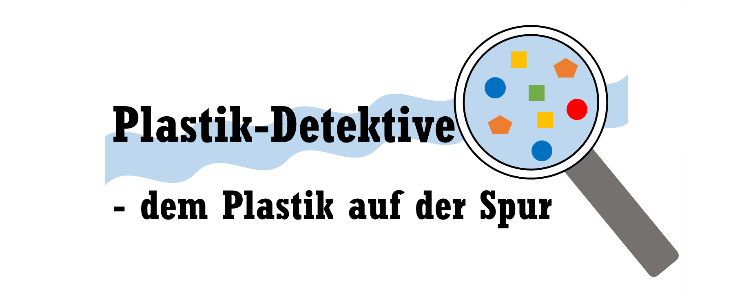 Plastik-Detektive
- dem Plastik auf der Spur